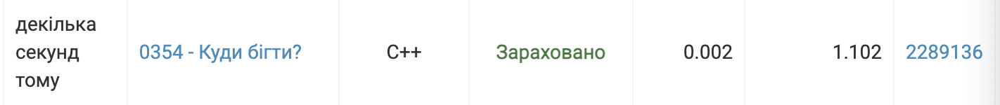 декілька
секунд
тому
0354 - Куди бігти?
C++
Зараховано
0.002
1.102
2289136